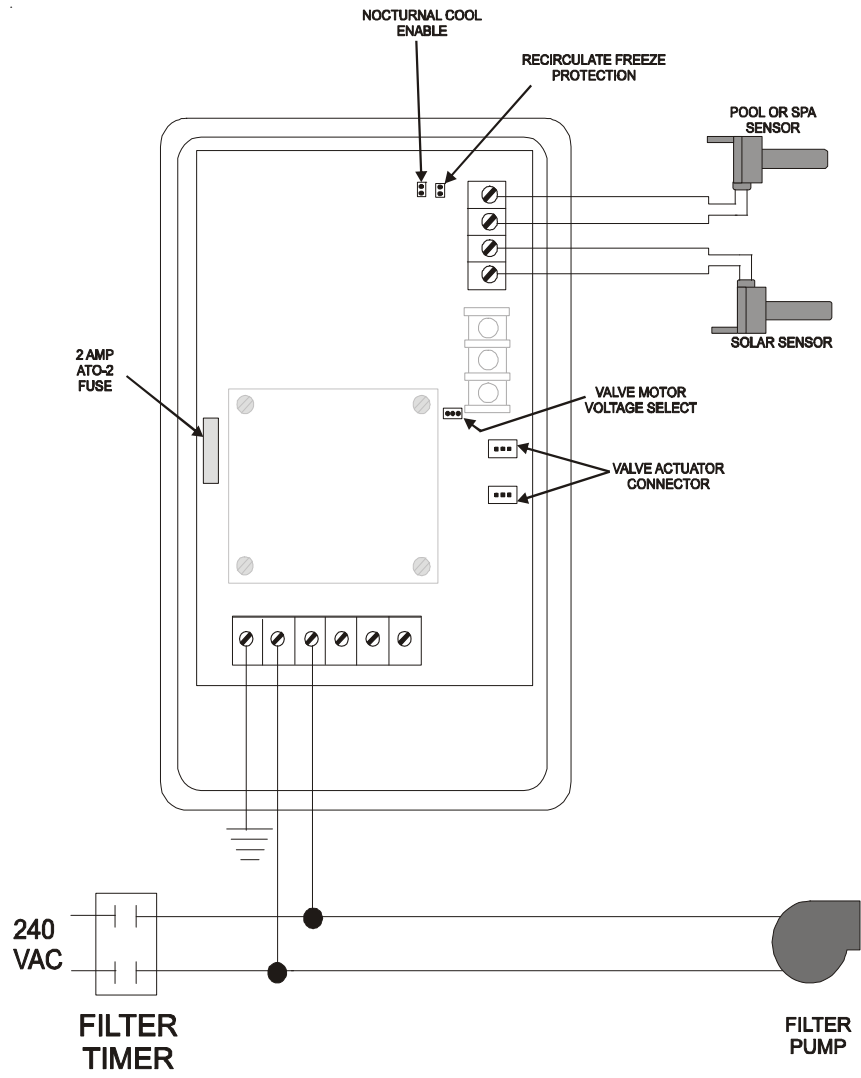 NOCTURNAL COOL
ENABLE
RECIRCULATE FREEZE
PROTECTION
POOL OR SPA
SENSOR
SOLAR SENSOR
2 AMP
ATO-2
FUSE
VALVE MOTOR
VOLTAGE SELECT
VALVE ACTUATOR
CONNECTOR
240
VAC
FILTER
TIMER
FILTER
PUMP